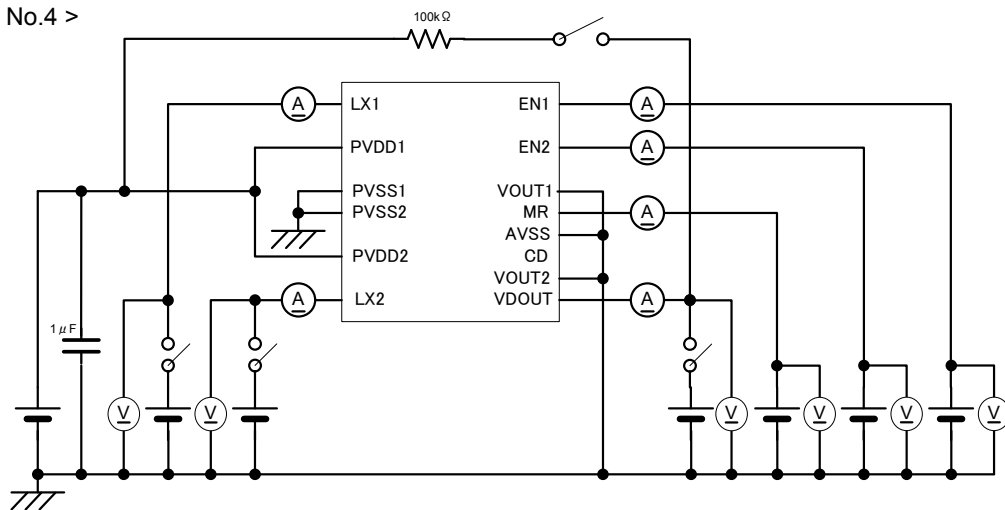 No.4 >
100kΩ
A LX1 EN1 A
PVDD1 EN2 A
PVSS1 VOUT1
PVSS2 MR A
AVSS
PVDD2 CD
VOUT2
A LX2 VDOUT A
1μF
V V V V V V